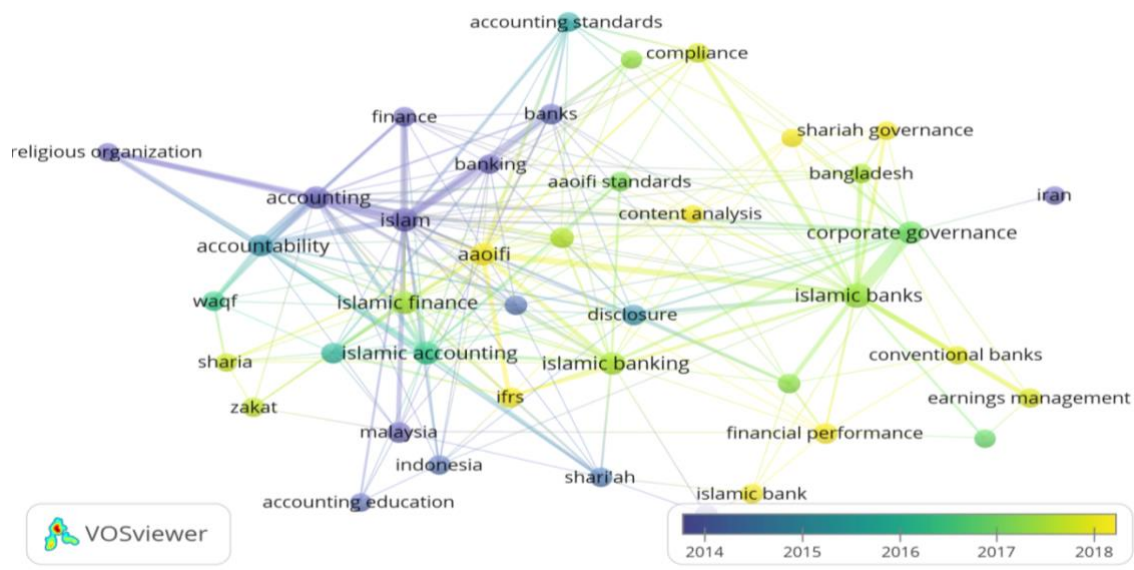 accounting standards
compliance
finance
banks
shariah governance
religious organization
banking
aaoifi standards
bangladesh
accounting
iran
islam
content analysis
corporate governance
accountability
aaoifi
waqf
islamic finance
disclosure
islamic banks
sharia
islamic accounting
islamic banking
conventional banks
zakat
ifrs
earnings management
malaysia
financial performance
indonesia
shari'ah
accounting education
islamic bank
VOSviewer
2014 2015 2016 2017 2018